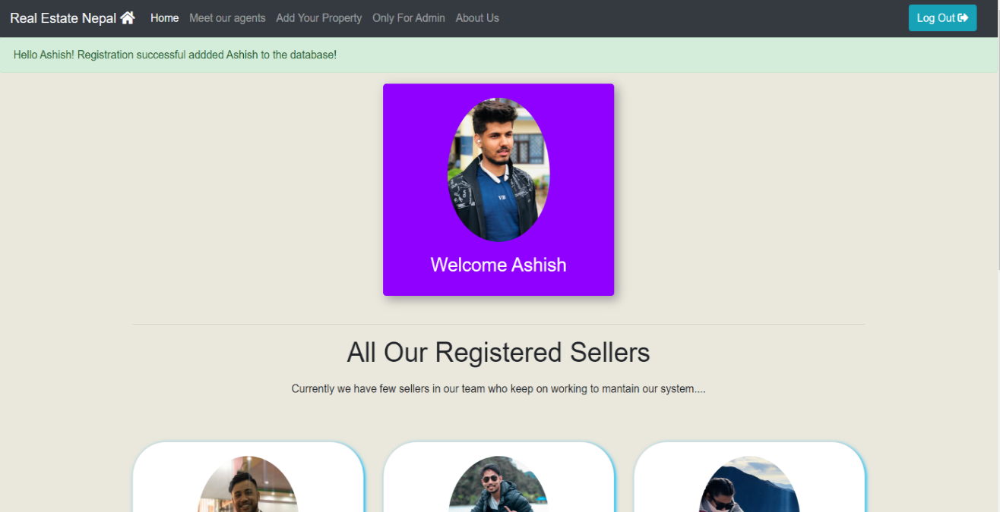 Real Estate Nepal Home Meet our agents Add Your Property Only For Admin About Us Log Out
Hello Ashish! Registration successful addded Ashish to the database!
V.B
Welcome Ashish
All Our Registered Sellers
Currently we have few sellers in our team who keep on working to mantain our system....